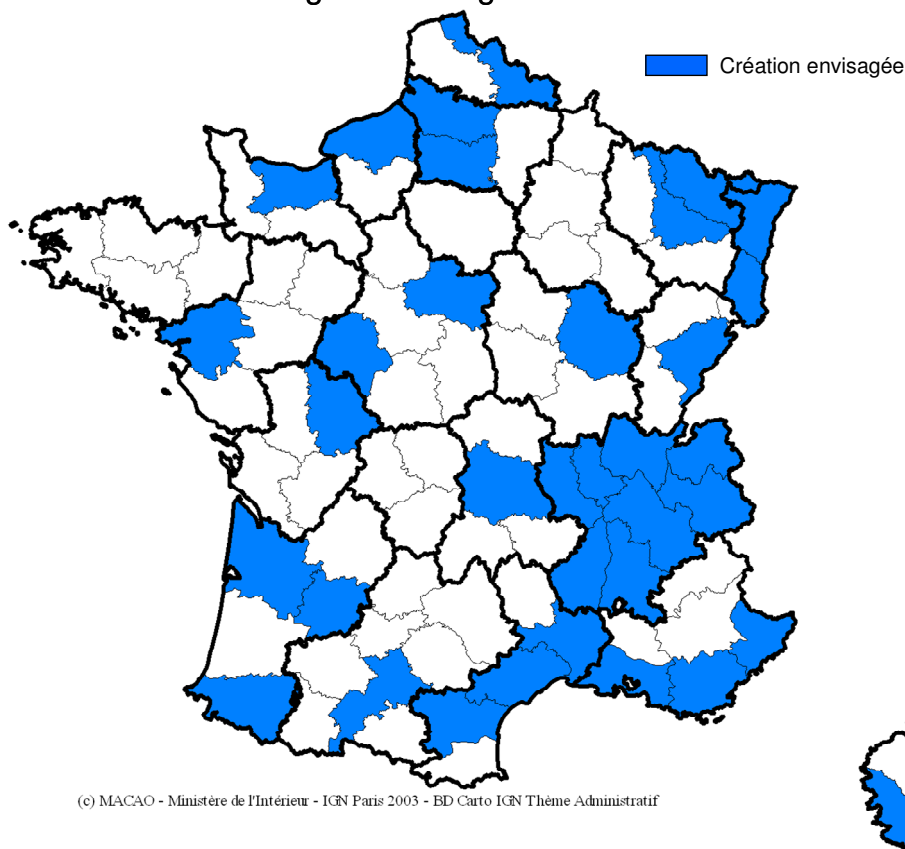 Création envisagée
(c) MACAO - Ministère de l'Intérieur - IGN Paris 2003 - BD Carto IGN Thème Administratif